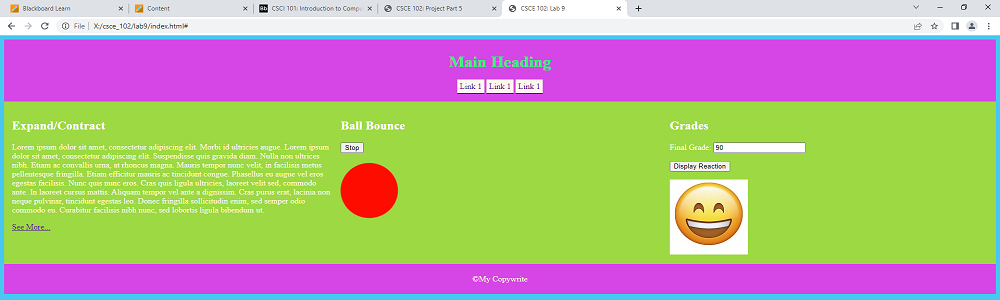 Blackboard Learn
Content
CSCI 101: Introduction to Compu
CSCE 102: Project Part 5
CSCE 102: Lab 9
File | X:/csce_102/lab9/index.html#
Main Heading
Link 1 Link 1 Link 1
Expand/Contract
Lorem ipsum dolor sit amet, consectetur adipiscing elit. Morbi id ultricies augue. Lorem ipsum
dolor sit amet, consectetur adipiscing elit. Suspendisse quis gravida diam. Nulla non ultrices
nibh. Etiam ac convallis urna, at rhoncus magna. Mauris tempor nunc velit, in facilisis metus
pellentesque fringilla. Etiam efficitur mauris ac tincidunt congue. Phasellus eu augue vel eros
egestas facilisis. Nunc quis nunc eros. Cras quis ligula ultricies, laoreet velit sed, commodo
ante. In laoreet cursus mattis. Aliquam tempor vel ante a dignissim. Cras purus erat, lacinia non
neque pulvinar, tincidunt egestas leo. Donec fringilla sollicitudin enim, sed semper odio
commodo eu. Curabitur facilisis nibh nunc, sed lobortis ligula bibendum ut.
See More...
Ball Bounce
Stop
Grades
Final Grade: 90
Display Reaction
©My Copywrite